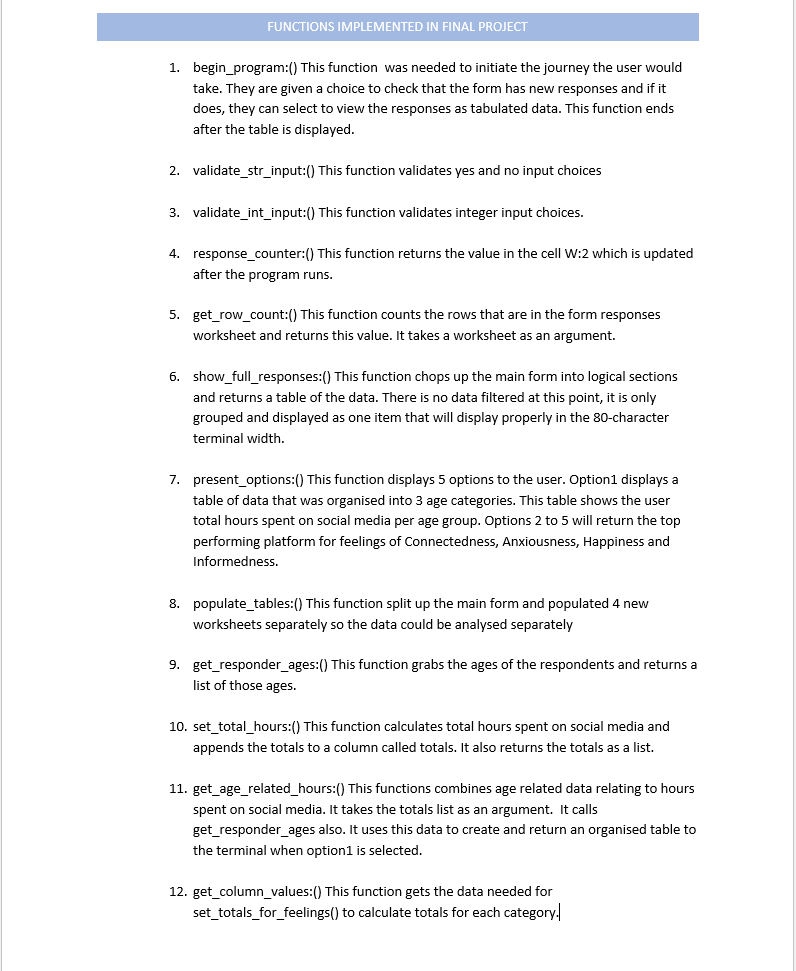 FUNCTIONS IMPLEMENTED IN FINAL PROJECT
1. begin_program:() This function  was needed to initiate the journey the user would
take. They are given a choice to check that the form has new responses and if it
does, they can select to view the responses as tabulated data. This function ends
after the table is displayed.
2. validate_str_input:() This function validates yes and no input choices
3. validate_int_input:() This function validates integer input choices.
4. response_counter:() This function returns the value in the cell W:2 which is updated
after the program runs.
5. get_row_count:() This function counts the rows that are in the form responses
worksheet and returns this value. It takes a worksheet as an argument.
6. show_full_responses:() This function chops up the main form into logical sections
and returns a table of the data. There is no data filtered at this point, it is only
grouped and displayed as one item that will display properly in the 80-character
terminal width.
7. present_options:() This function displays 5 options to the user. Option1 displays a
table of data that was organised into 3 age categories. This table shows the user
total hours spent on social media per age group. Options 2 to 5 will return the top
performing platform for feelings of Connectedness, Anxiousness, Happiness and
Informedness.
8. populate_tables:() This function split up the main form and populated 4 new
worksheets separately so the data could be analysed separately
9. get_responder_ages:() This function grabs the ages of the respondents and returns a
list of those ages.
10. set_total_hours:() This function calculates total hours spent on social media and
appends the totals to a column called totals. It also returns the totals as a list.
11. get_age_related_hours:() This functions combines age related data relating to hours
spent on social media. It takes the totals list as an argument.  It calls
get_responder_ages also. It uses this data to create and return an organised table to
the terminal when option1 is selected.
12. get_column_values:() This function gets the data needed for
set_totals_for_feelings() to calculate totals for each category.